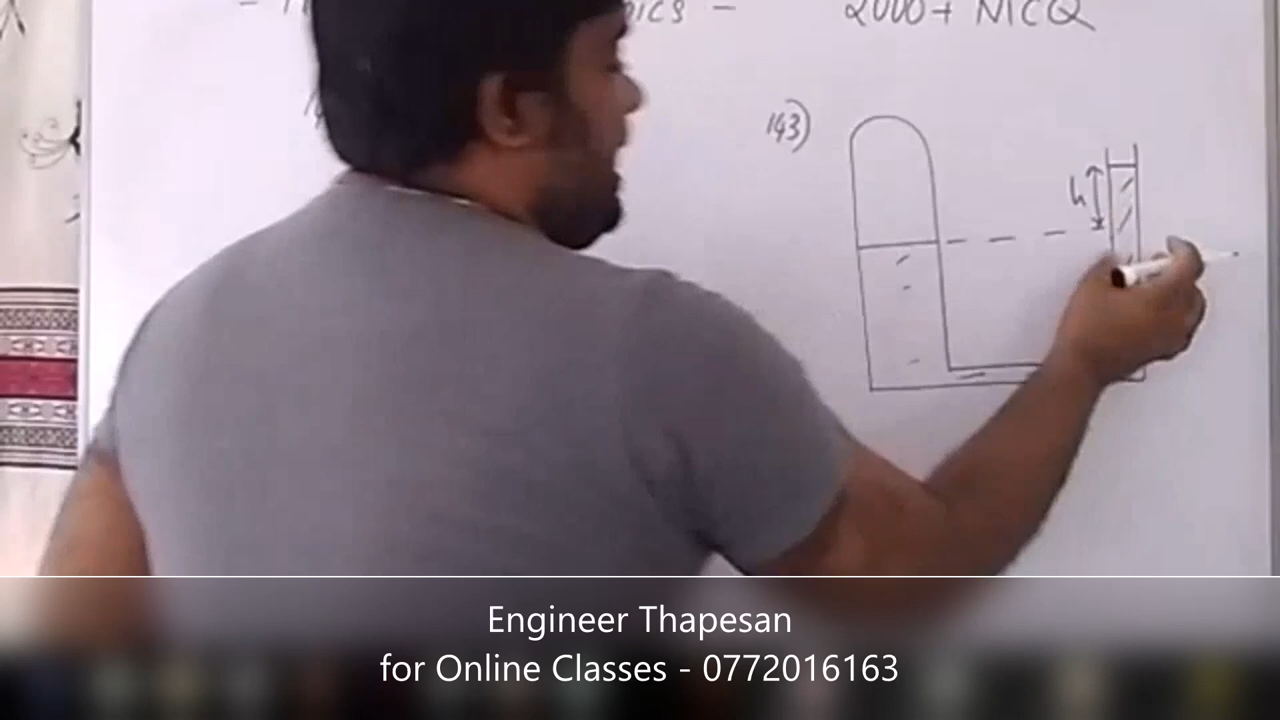 2000+ MCQ
143)
h
Engineer Thapesan
for Online Classes - 0772016163